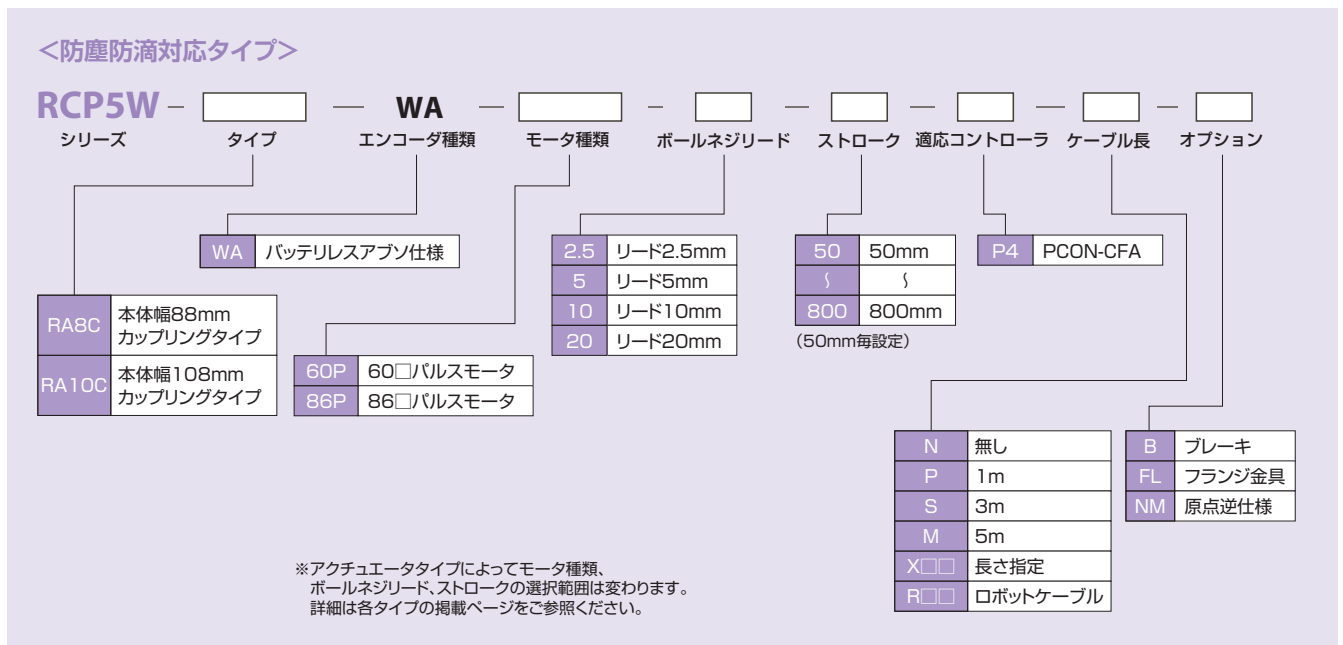 <防塵防滴対応タイプ>
RCP5W - □ - WA - □ - □ - □ - □ - □ - □
シリーズ タイプ エンコーダ種類 モータ種類 ボールネジリード ストローク 適応コントローラ ケーブル長 オプション
WA バッテリレスアブソ仕様
RA8C 本体幅88mm
カップリングタイプ
RA10C 本体幅108mm
カップリングタイプ
60P 60□パルスモータ
86P 86□パルスモータ
2.5 リード2.5mm
5 リード5mm
10 リード10mm
20 リード20mm
50 50mm
〜 〜
800 800mm
(50mm毎設定)
P4 PCON-CFA
N 無し
P 1m
S 3m
M 5m
X□□ 長さ指定
R□□ ロボットケーブル
B ブレーキ
FL フランジ金具
NM 原点逆仕様
※アクチュエータタイプによってモータ種類、
ボールネジリード、ストロークの選択範囲は変わります。
詳細は各タイプの掲載ページをご参照ください。